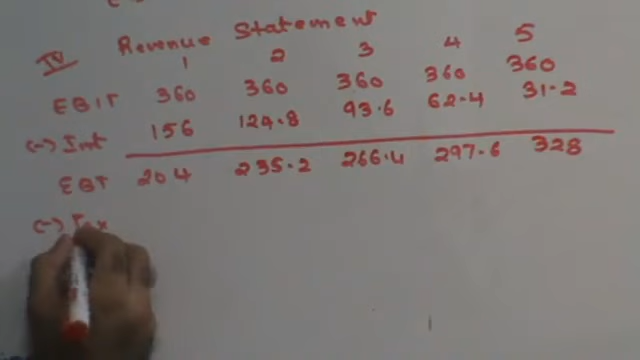 IV Revenue Statement
1 2 3 4 5
EBIT 360 360 360 360 360
(-) Int 156 124.8 93.6 62.4 31.2
EBT 204 235.2 266.4 297.6 328
(-) Tax